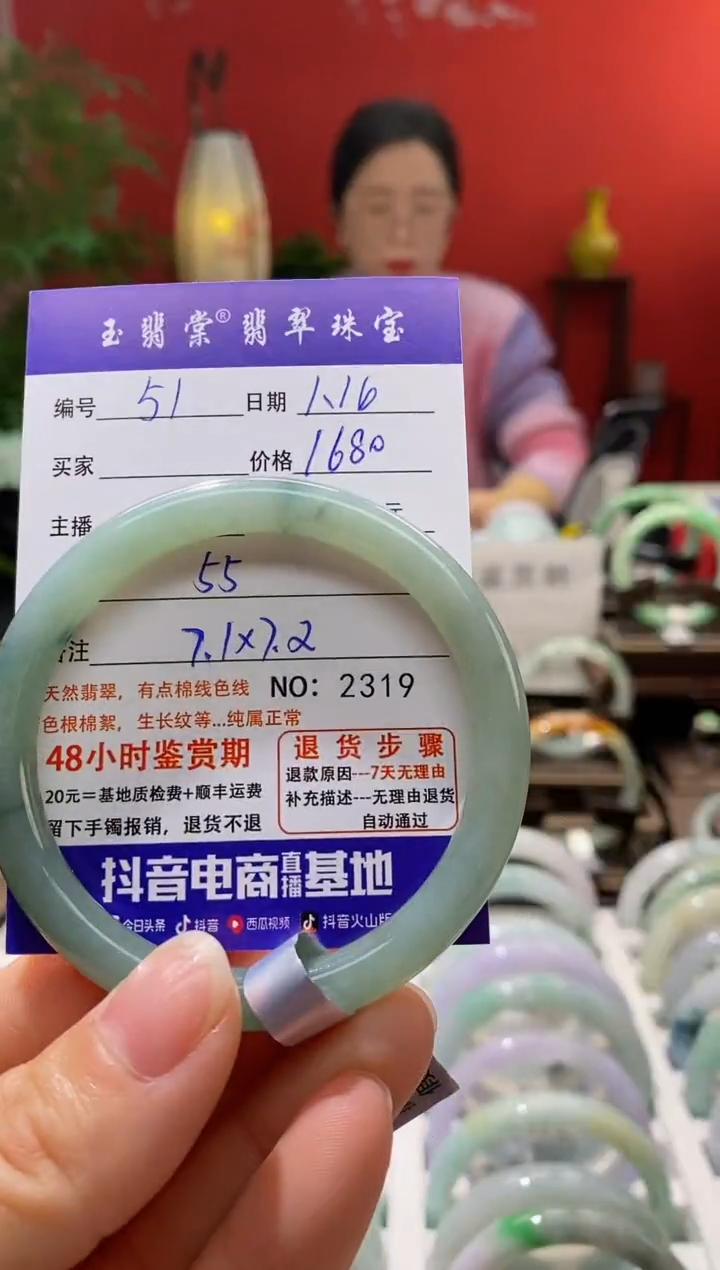 玉翡棠®翡翠珠宝
编号 51 日期 1.16
买家 价格 1680
主播
55
注 7.1×7.2
天然翡翠，有点棉线色线 NO：2319
色根棉絮，生长纹等...纯属正常
48小时鉴赏期
20元＝基地质检费+顺丰运费
留下手镯报销，退货不退
退货步骤
退款原因---7天无理由
补充描述---无理由退货
自动通过
抖音电商直播基地
今日头条 抖音 西瓜视频 抖音火山版